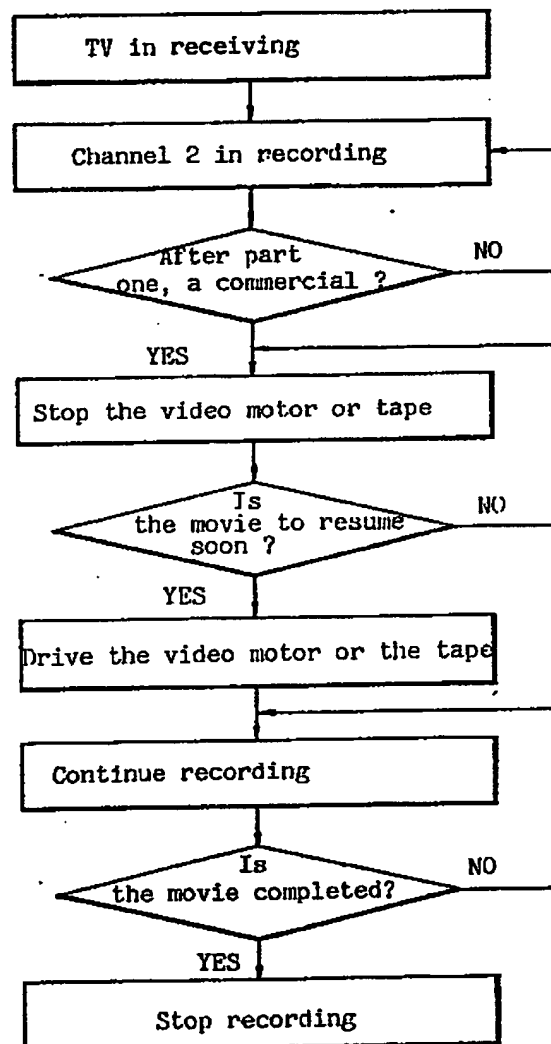 TV in receiving
Channel 2 in recording
After part
one, a commercial ?
NO
YES
Stop the video motor or tape
Is
the movie to resume
soon ?
NO
YES
Drive the video motor or the tape
Continue recording
Is
the movie completed?
NO
YES
Stop recording